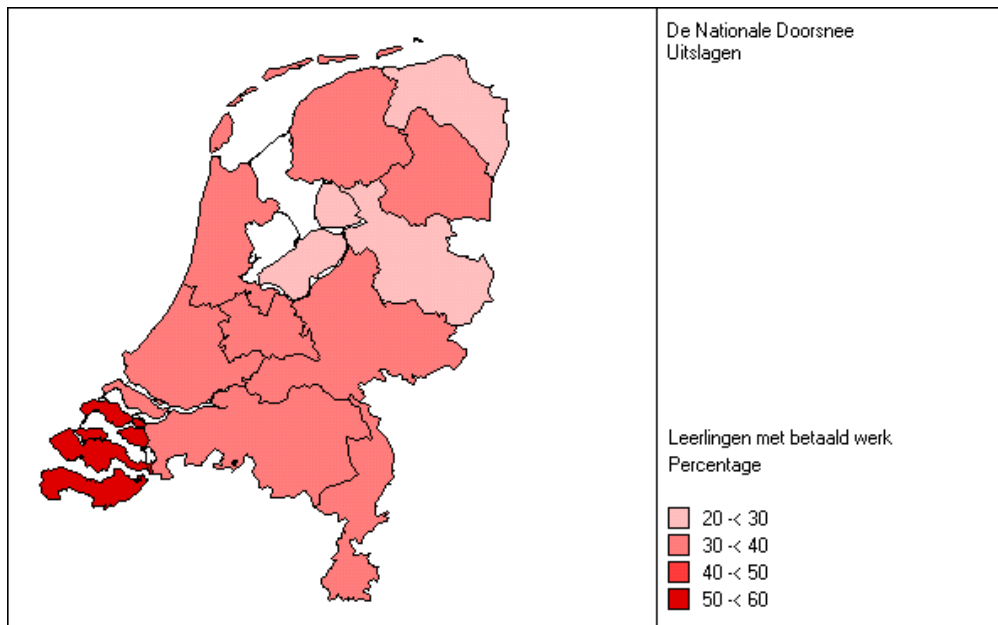 De Nationale Doorsnee
Uitslagen
Leerlingen met betaald werk
Percentage
20 -< 30
30 -< 40
40 -< 50
50 -< 60